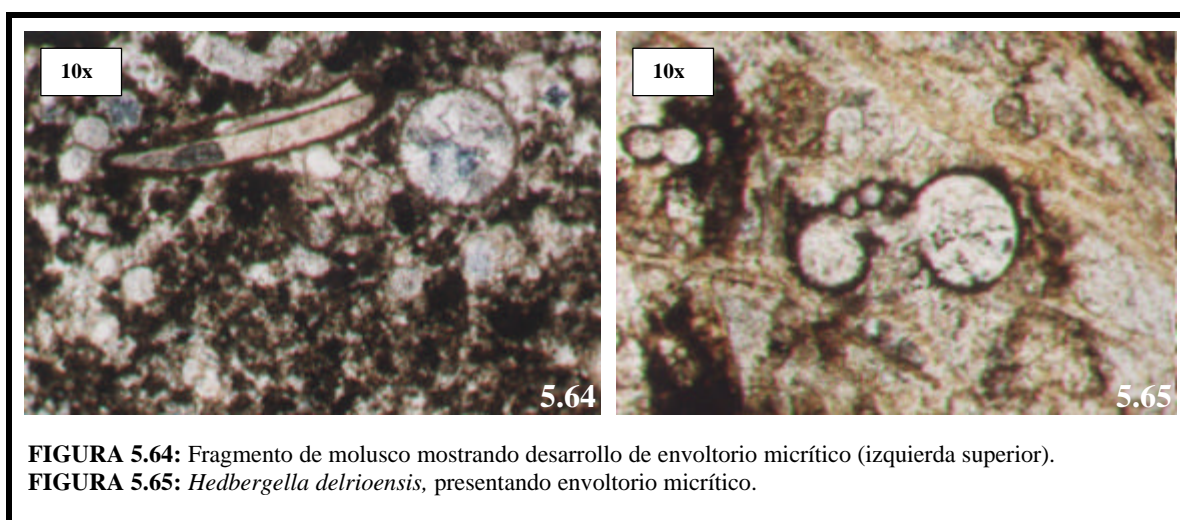 10x
10x
5.64
5.65
FIGURA 5.64: Fragmento de molusco mostrando desarrollo de envoltorio micrítico (izquierda superior).
FIGURA 5.65: Hedbergella delrioensis, presentando envoltorio micrítico.